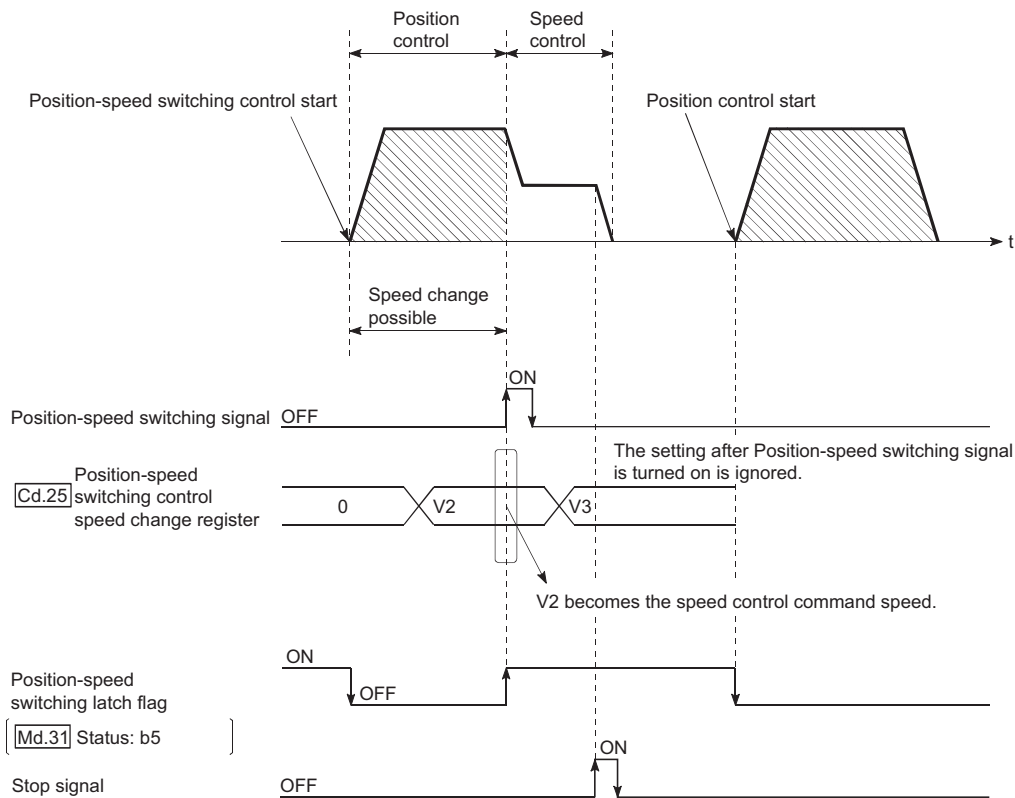 Position
control
Speed
control
Position-speed switching control start
Position control start
t
Speed change
possible
ON
Position-speed switching signal OFF
The setting after Position-speed switching signal
is turned on is ignored.
Cd.25 Position-speed
switching control
speed change register
0
V2
V3
V2 becomes the speed control command speed.
ON
OFF
Position-speed
switching latch flag
Md.31 Status: b5
ON
Stop signal
OFF